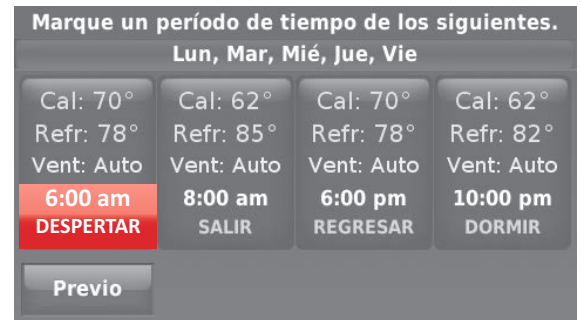 Marque un período de tiempo de los siguientes.
Lun, Mar, Mié, Jue, Vie
Cal: 70°
Refr: 78°
Vent: Auto
6:00 am
DESPERTAR
Cal: 62°
Refr: 85°
Vent: Auto
8:00 am
SALIR
Cal: 70°
Refr: 78°
Vent: Auto
6:00 pm
REGRESAR
Cal: 62°
Refr: 82°
Vent: Auto
10:00 pm
DORMIR
Previo